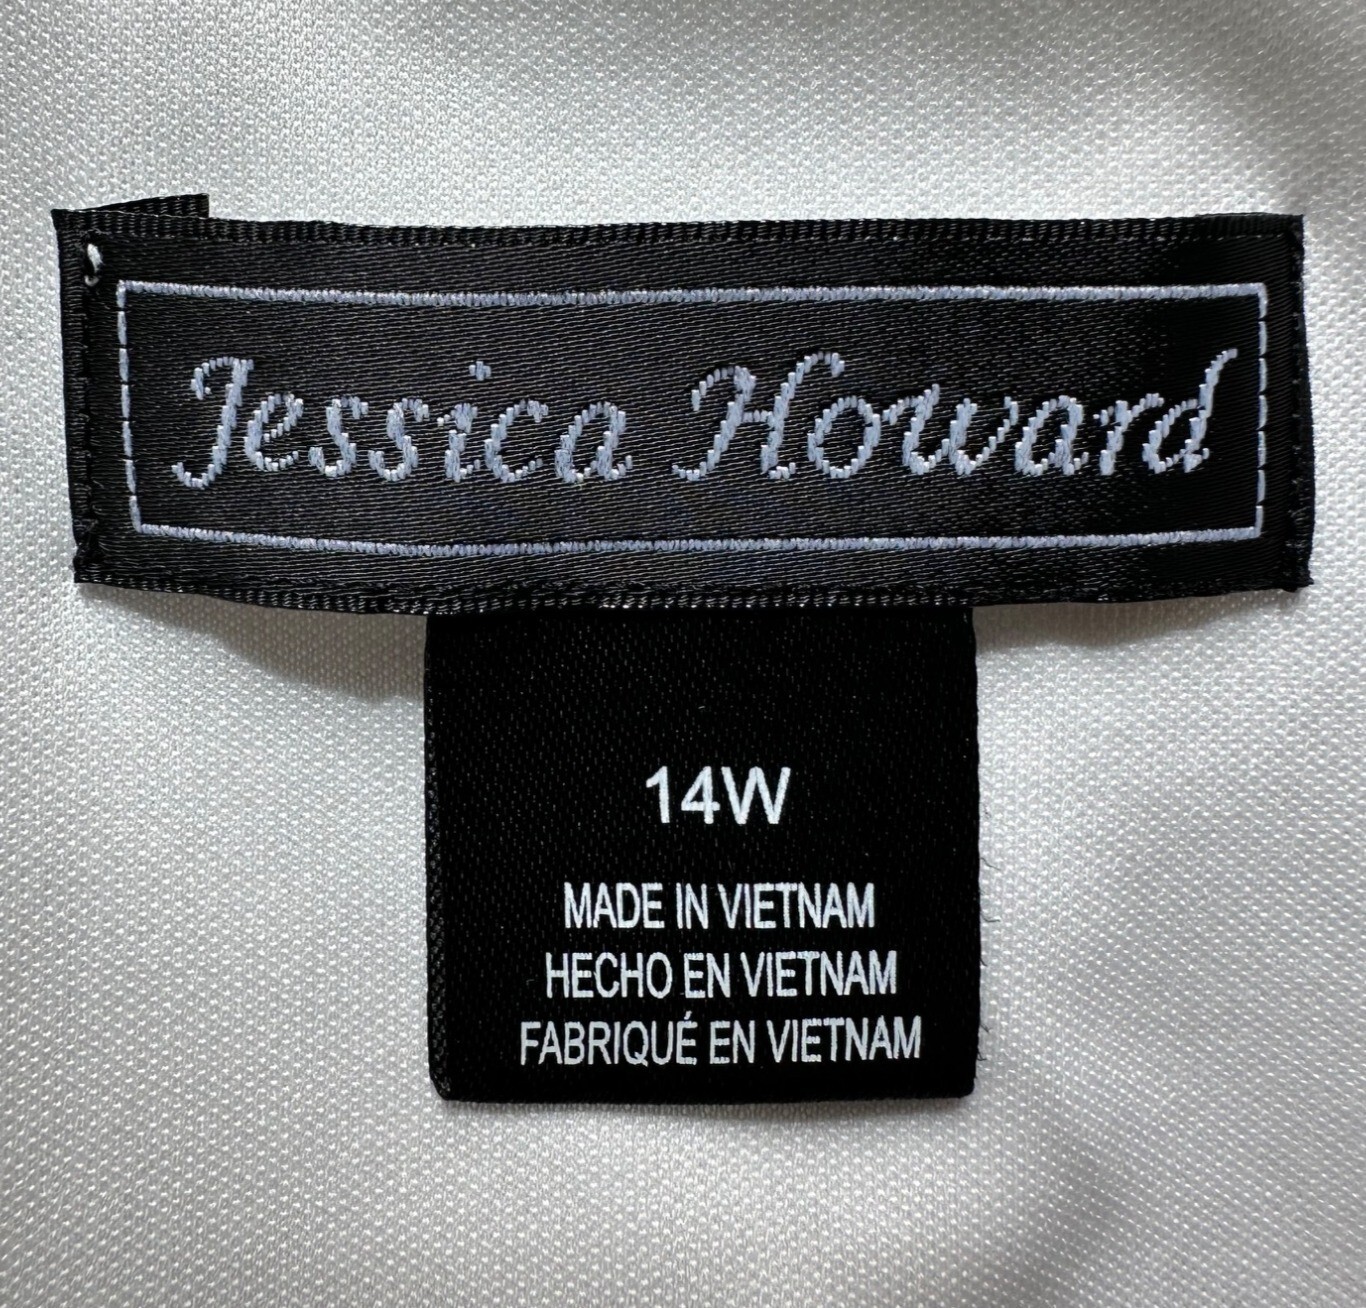 Jessica Howard
14W
MADE IN VIETNAM
HECHO EN VIETNAM
FABRIQUÉ EN VIETNAM